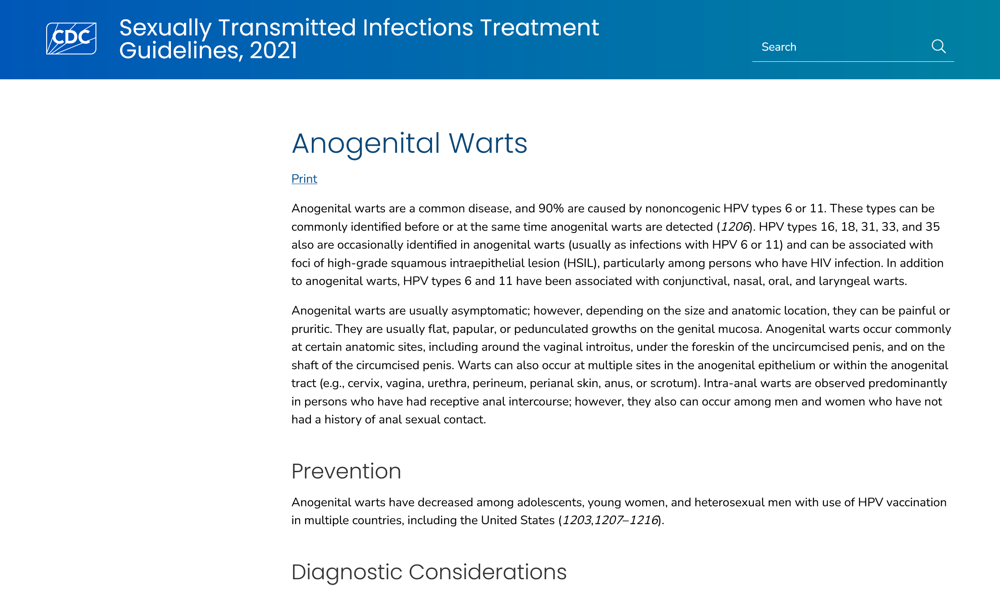 CDC
Sexually Transmitted Infections Treatment
Guidelines, 2021
Search
Anogenital Warts
Print
Anogenital warts are a common disease, and 90% are caused by nononcogenic HPV types 6 or 11. These types can be
commonly identified before or at the same time anogenital warts are detected (1206). HPV types 16, 18, 31, 33, and 35
also are occasionally identified in anogenital warts (usually as infections with HPV 6 or 11) and can be associated with
foci of high-grade squamous intraepithelial lesion (HSIL), particularly among persons who have HIV infection. In addition
to anogenital warts, HPV types 6 and 11 have been associated with conjunctival, nasal, oral, and laryngeal warts.
Anogenital warts are usually asymptomatic; however, depending on the size and anatomic location, they can be painful or
pruritic. They are usually flat, papular, or pedunculated growths on the genital mucosa. Anogenital warts occur commonly
at certain anatomic sites, including around the vaginal introitus, under the foreskin of the uncircumcised penis, and on the
shaft of the circumcised penis. Warts can also occur at multiple sites in the anogenital epithelium or within the anogenital
tract (e.g., cervix, vagina, urethra, perineum, perianal skin, anus, or scrotum). Intra-anal warts are observed predominantly
in persons who have had receptive anal intercourse; however, they also can occur among men and women who have not
had a history of anal sexual contact.
Prevention
Anogenital warts have decreased among adolescents, young women, and heterosexual men with use of HPV vaccination
in multiple countries, including the United States (1203,1207–1216).
Diagnostic Considerations